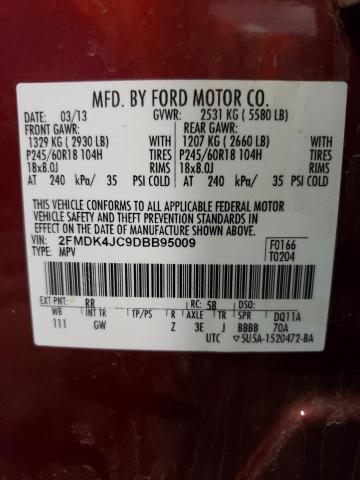 MFD. BY FORD MOTOR CO.
DATE: 03/13 GVWR: 2531 KG ( 5580 LB)
FRONT GAWR: REAR GAWR:
1329 KG ( 2930 LB) WITH 1207 KG ( 2660 LB) WITH
P245/60R18 104H TIRES P245/60R18 104H TIRES
18x8.0J RIMS 18x8.0J RIMS
AT 240 kPa/ 35 PSI COLD AT 240 kPa/ 35 PSI COLD
THIS VEHICLE CONFORMS TO ALL APPLICABLE FEDERAL MOTOR
VEHICLE SAFETY AND THEFT PREVENTION STANDARDS IN
EFFECT ON THE DATE OF MANUFACTURE SHOWN ABOVE.
VIN: 2FMDK4JC9DBB95009 F0166
TYPE: MPV T0204
EXT PNT: RR RC: 58 DSO:
WB INT TR TP/PS R AXLE TR SPR DQ11A
111 GW Z 3E J BBBB 70A
UTC ▽5U5A-1520472-BA